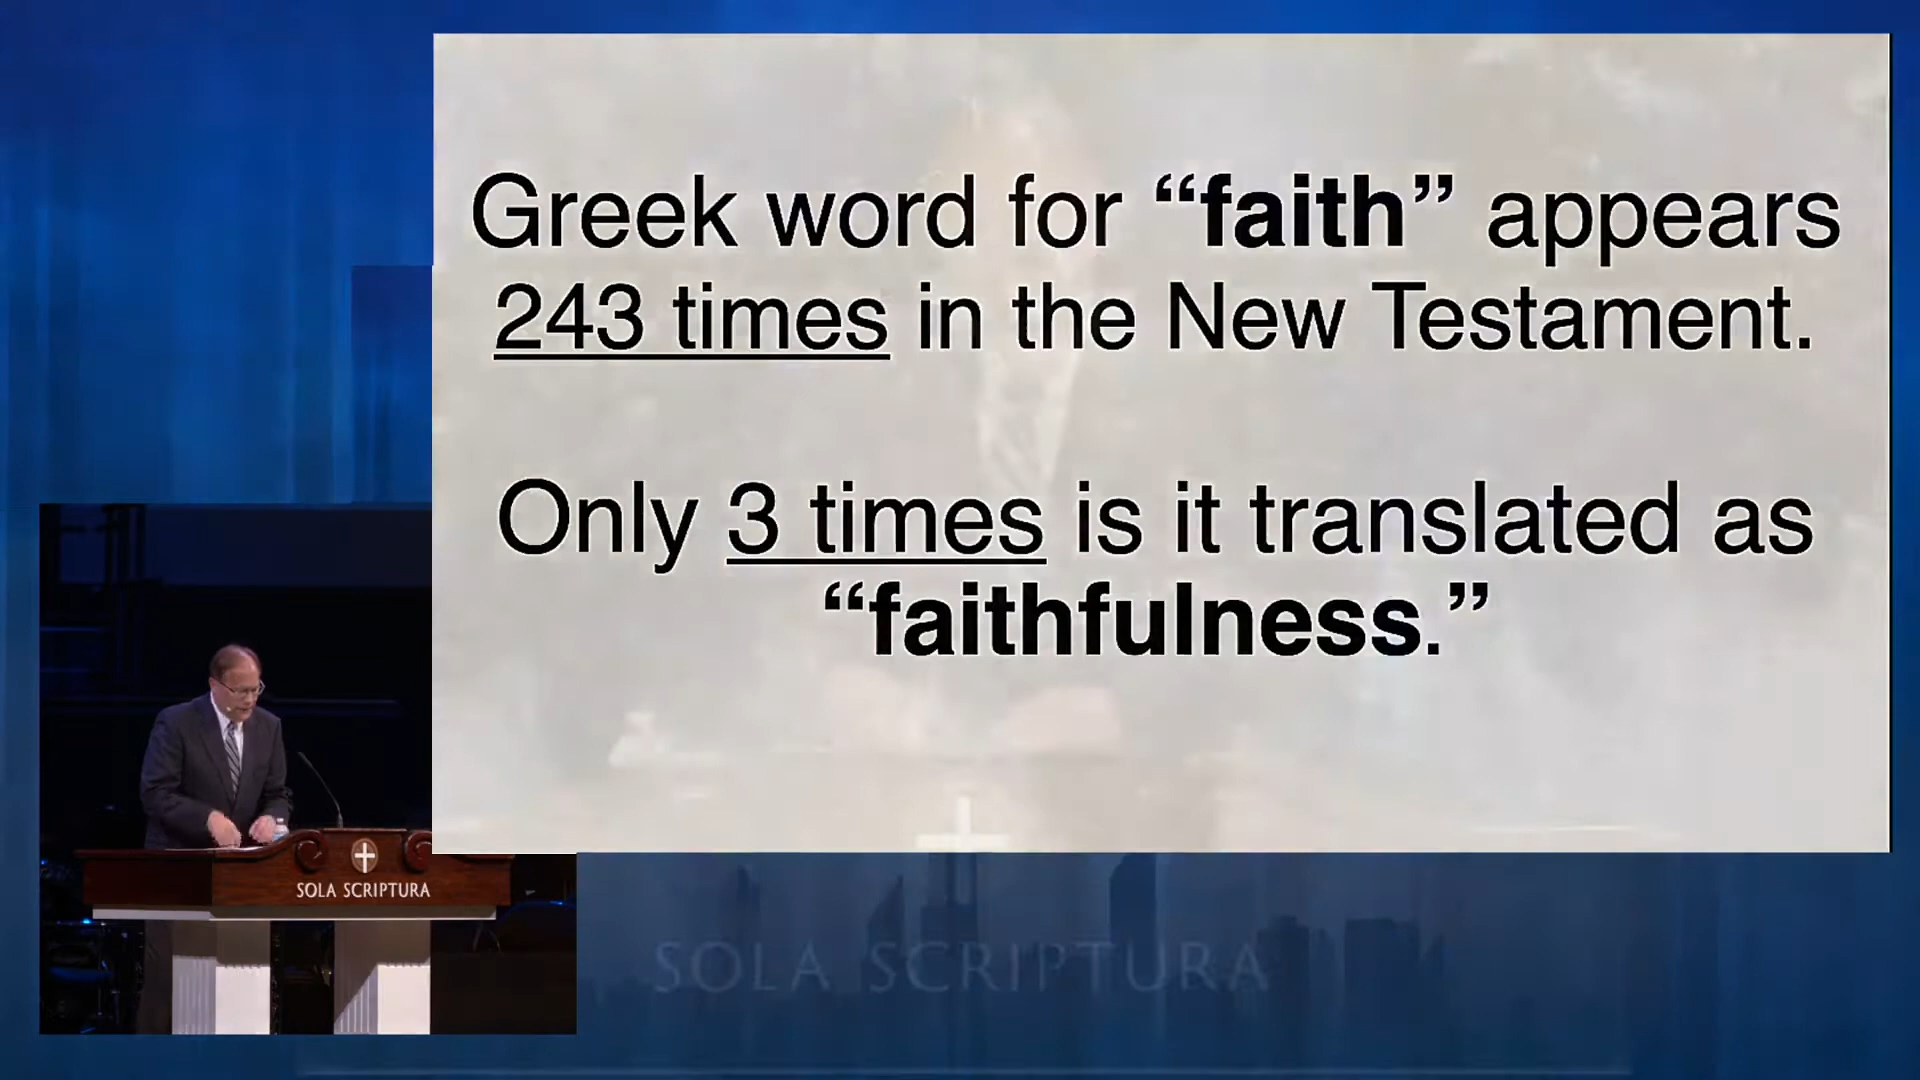 Greek word for “faith” appears
243 times in the New Testament.
Only 3 times is it translated as
“faithfulness.”
SOLA SCRIPTURA
SOLA SCRIPTURA